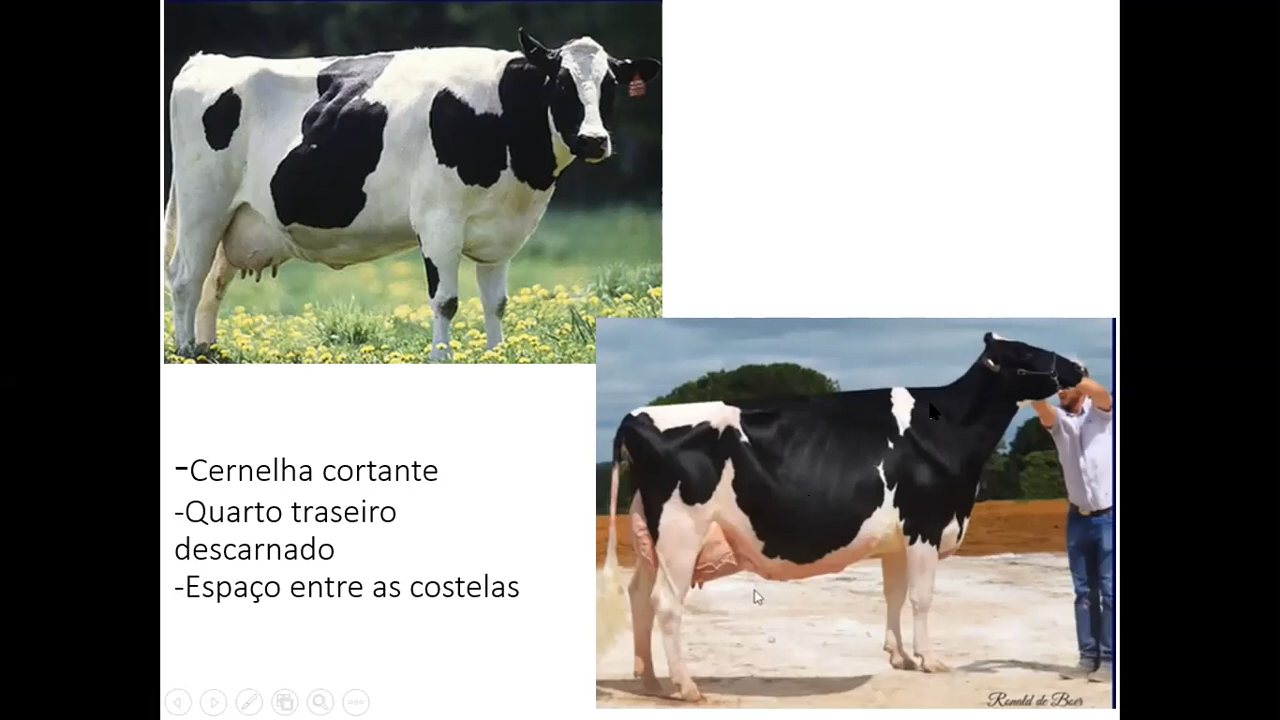 -Cernelha cortante
-Quarto traseiro
descarnado
-Espaço entre as costelas
Ronald de Boer